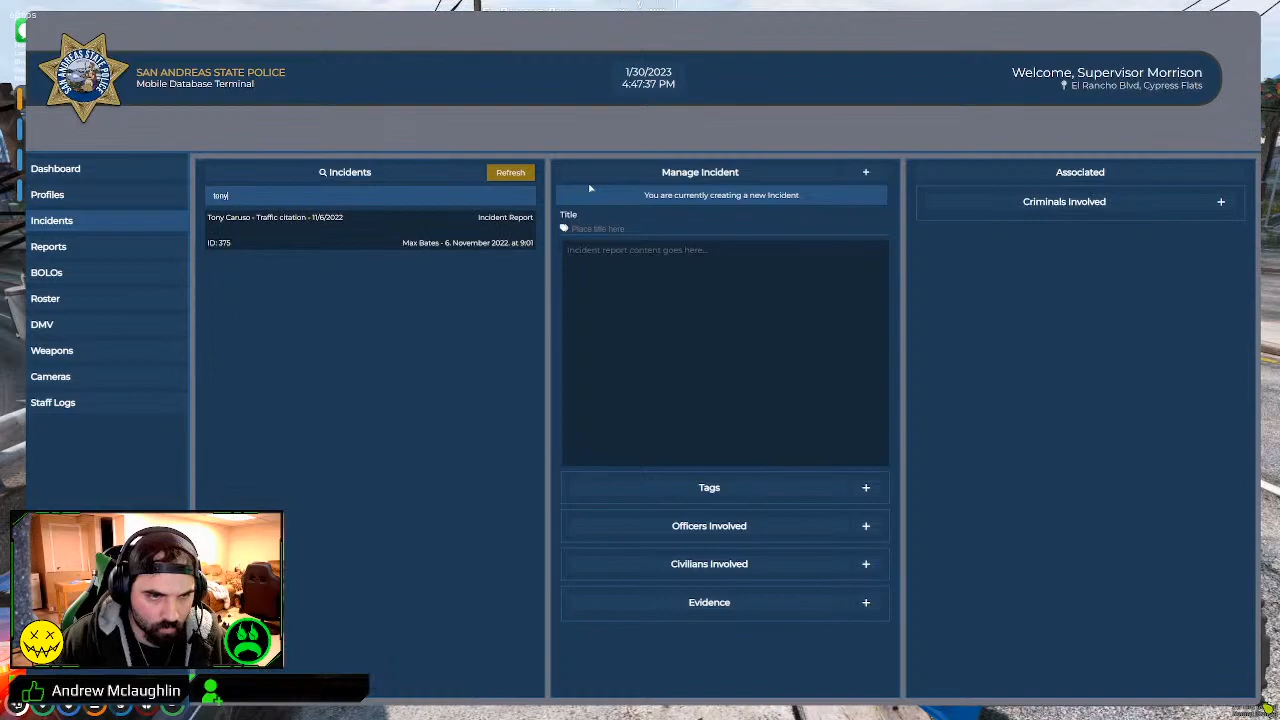 SAN ANDREAS STATE POLICE
Mobile Database Terminal
1/30/2023
4:47:37 PM
Welcome, Supervisor Morrison
El Rancho Blvd, Cypress Flats
SAN ANDREAS
STATE POLICE
Dashboard
Profiles
Incidents
Reports
BOLOs
Roster
DMV
Weapons
Cameras
Staff Logs
Incidents
Refresh
tony
Tony Caruso - Traffic citation - 11/6/2022
Incident Report
ID: 375
Max Bates - 6. November 2022. at 9:01
Manage Incident +
You are currently creating a new Incident
Title
Place title here
Incident report content goes here...
Tags +
Officers Involved +
Civilians Involved +
Evidence +
Associated
Criminals Involved +
Andrew Mclaughlin